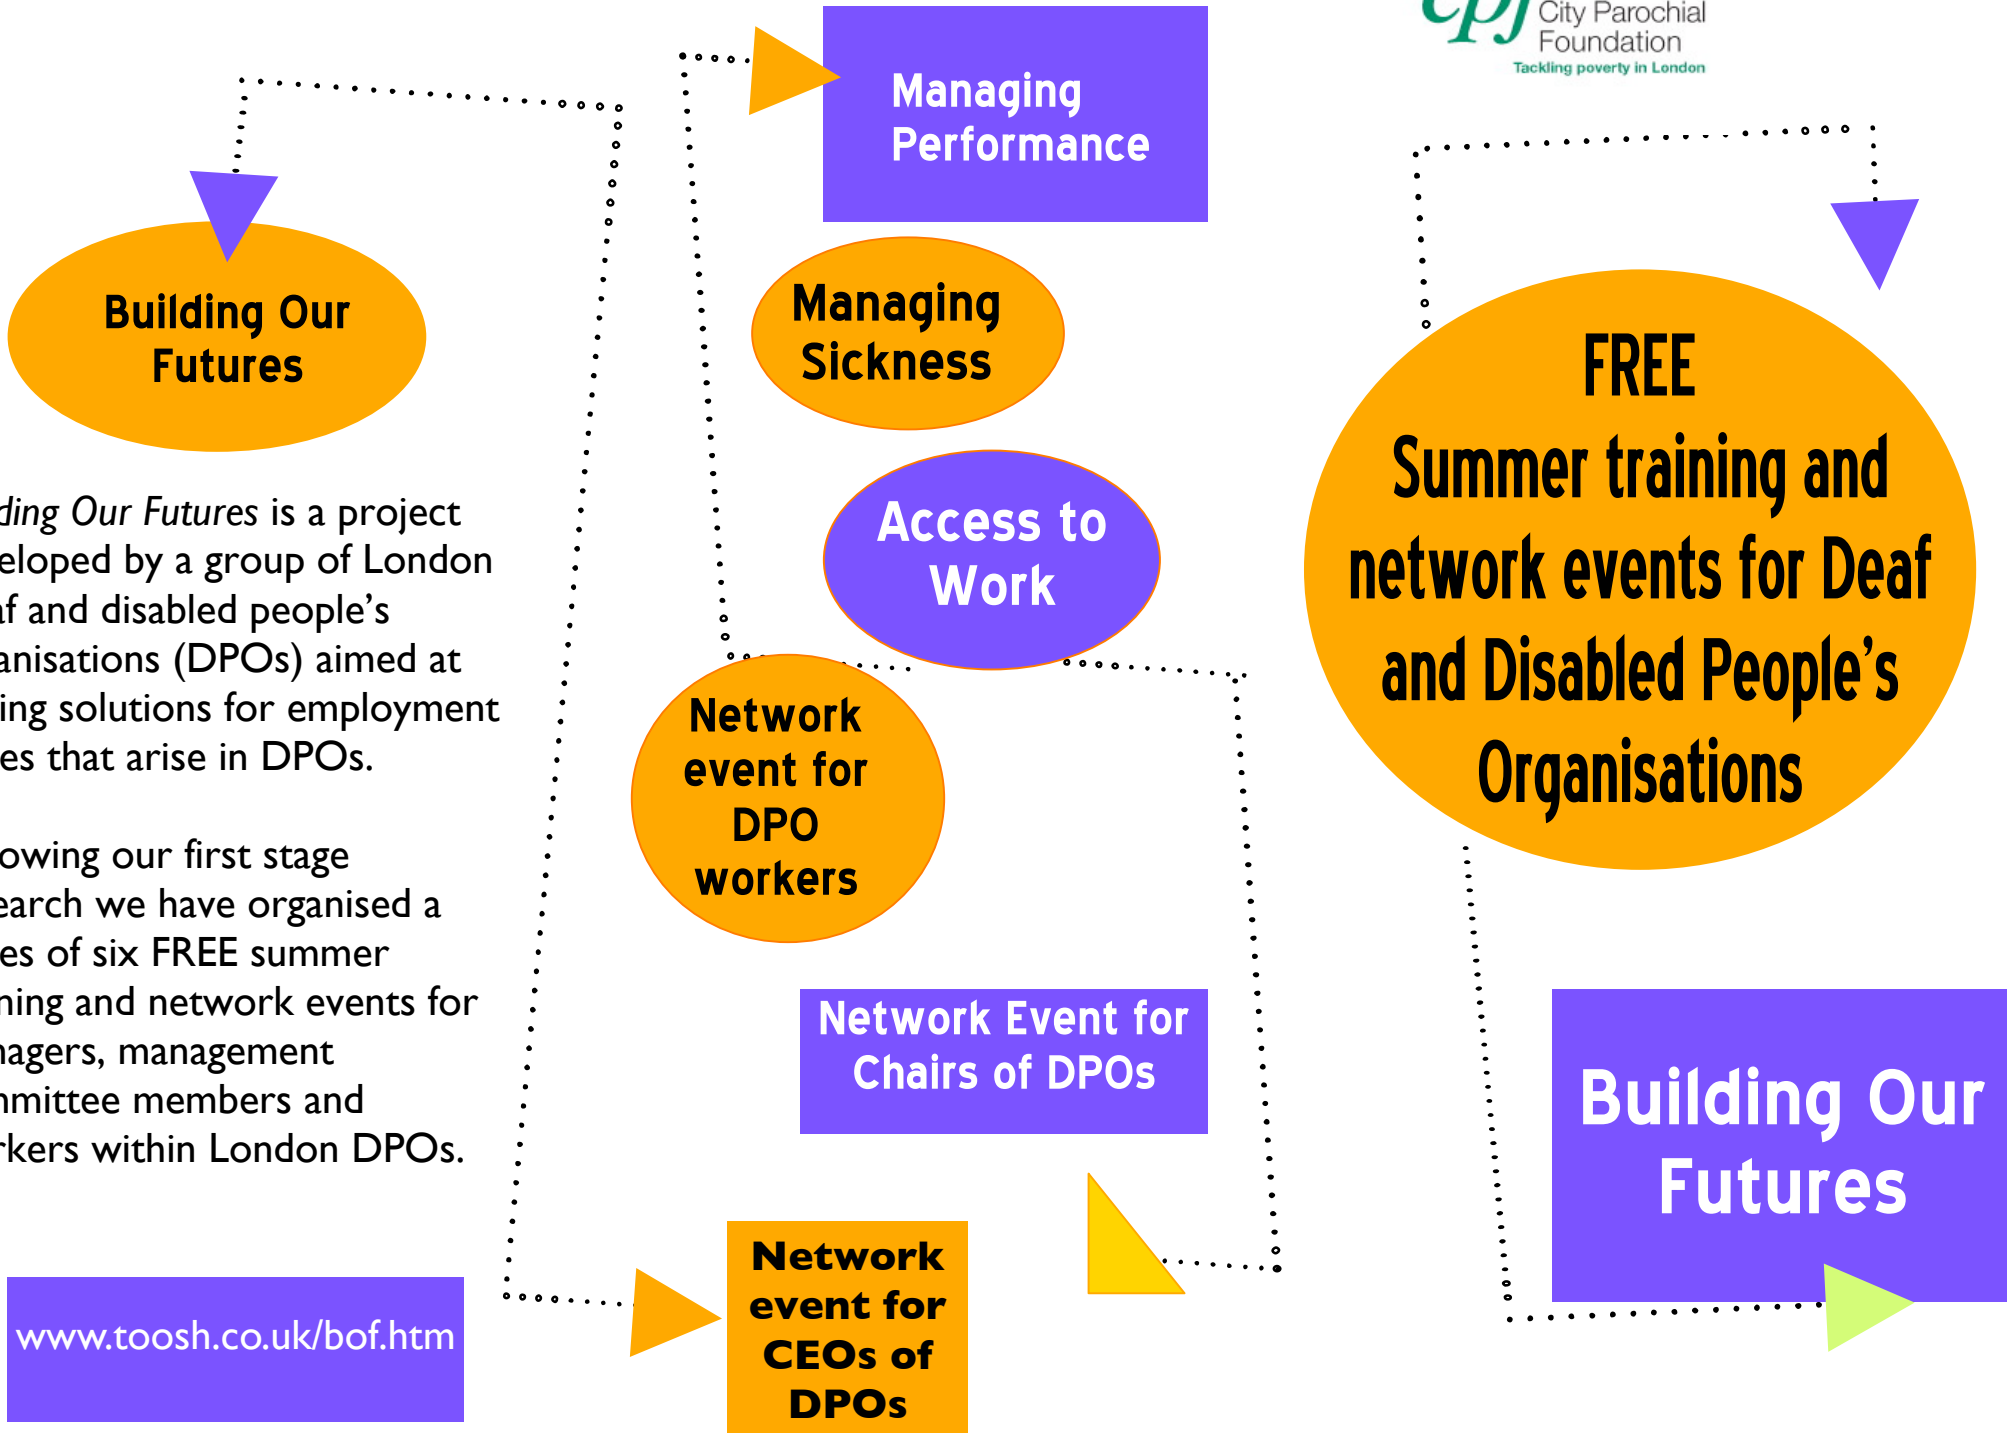 Building Our
Futures
ding Our Futures is a project
eloped by a group of London
f and disabled people’s
anisations (DPOs) aimed at
ing solutions for employment
es that arise in DPOs.
owing our first stage
earch we have organised a
es of six FREE summer
ning and network events for
nagers, management
mmittee members and
rkers within London DPOs.
www.toosh.co.uk/bof.htm
Managing
Performance
Managing
Sickness
Access to
Work
Network
event for
DPO
workers
Network Event for
Chairs of DPOs
Network
event for
CEOs of
DPOs
cpf
City Parochial
Foundation
Tackling poverty in London
FREE
Summer training and
network events for Deaf
and Disabled People’s
Organisations
Building Our
Futures